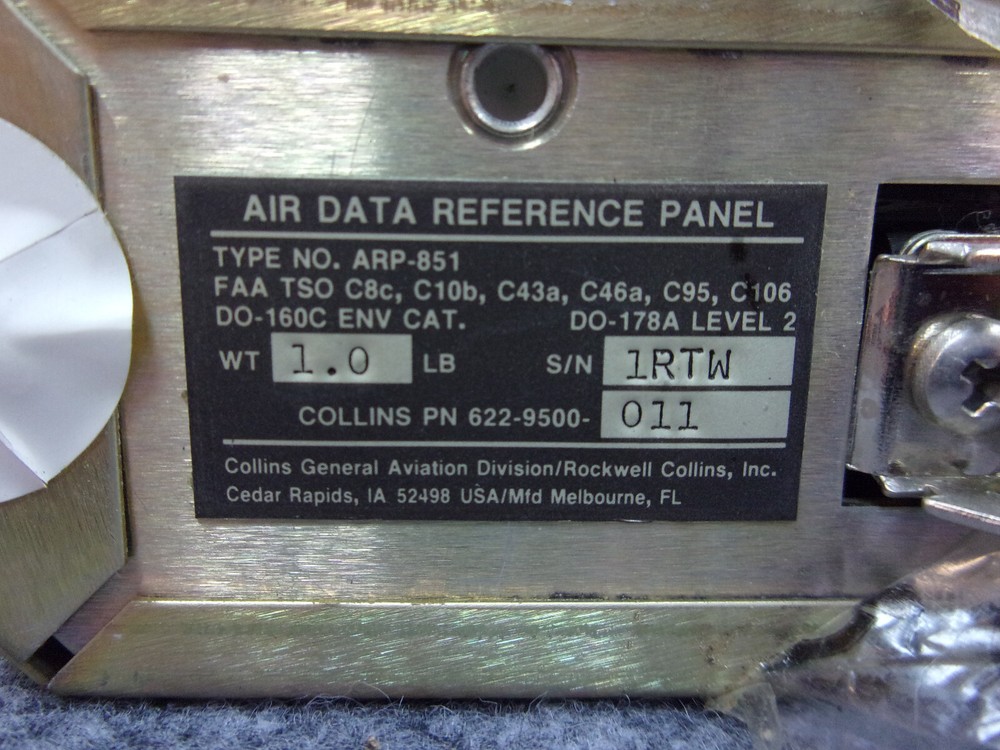 AIR DATA REFERENCE PANEL
TYPE NO. ARP-851
FAA TSO C8c, C10b, C43a, C46a, C95, C106
DO-160C ENV CAT. DO-178A LEVEL 2
WT 1.0 LB S/N 1RTW
COLLINS PN 622-9500- 011
Collins General Aviation Division/Rockwell Collins, Inc.
Cedar Rapids, IA 52498 USA/Mfd Melbourne, FL